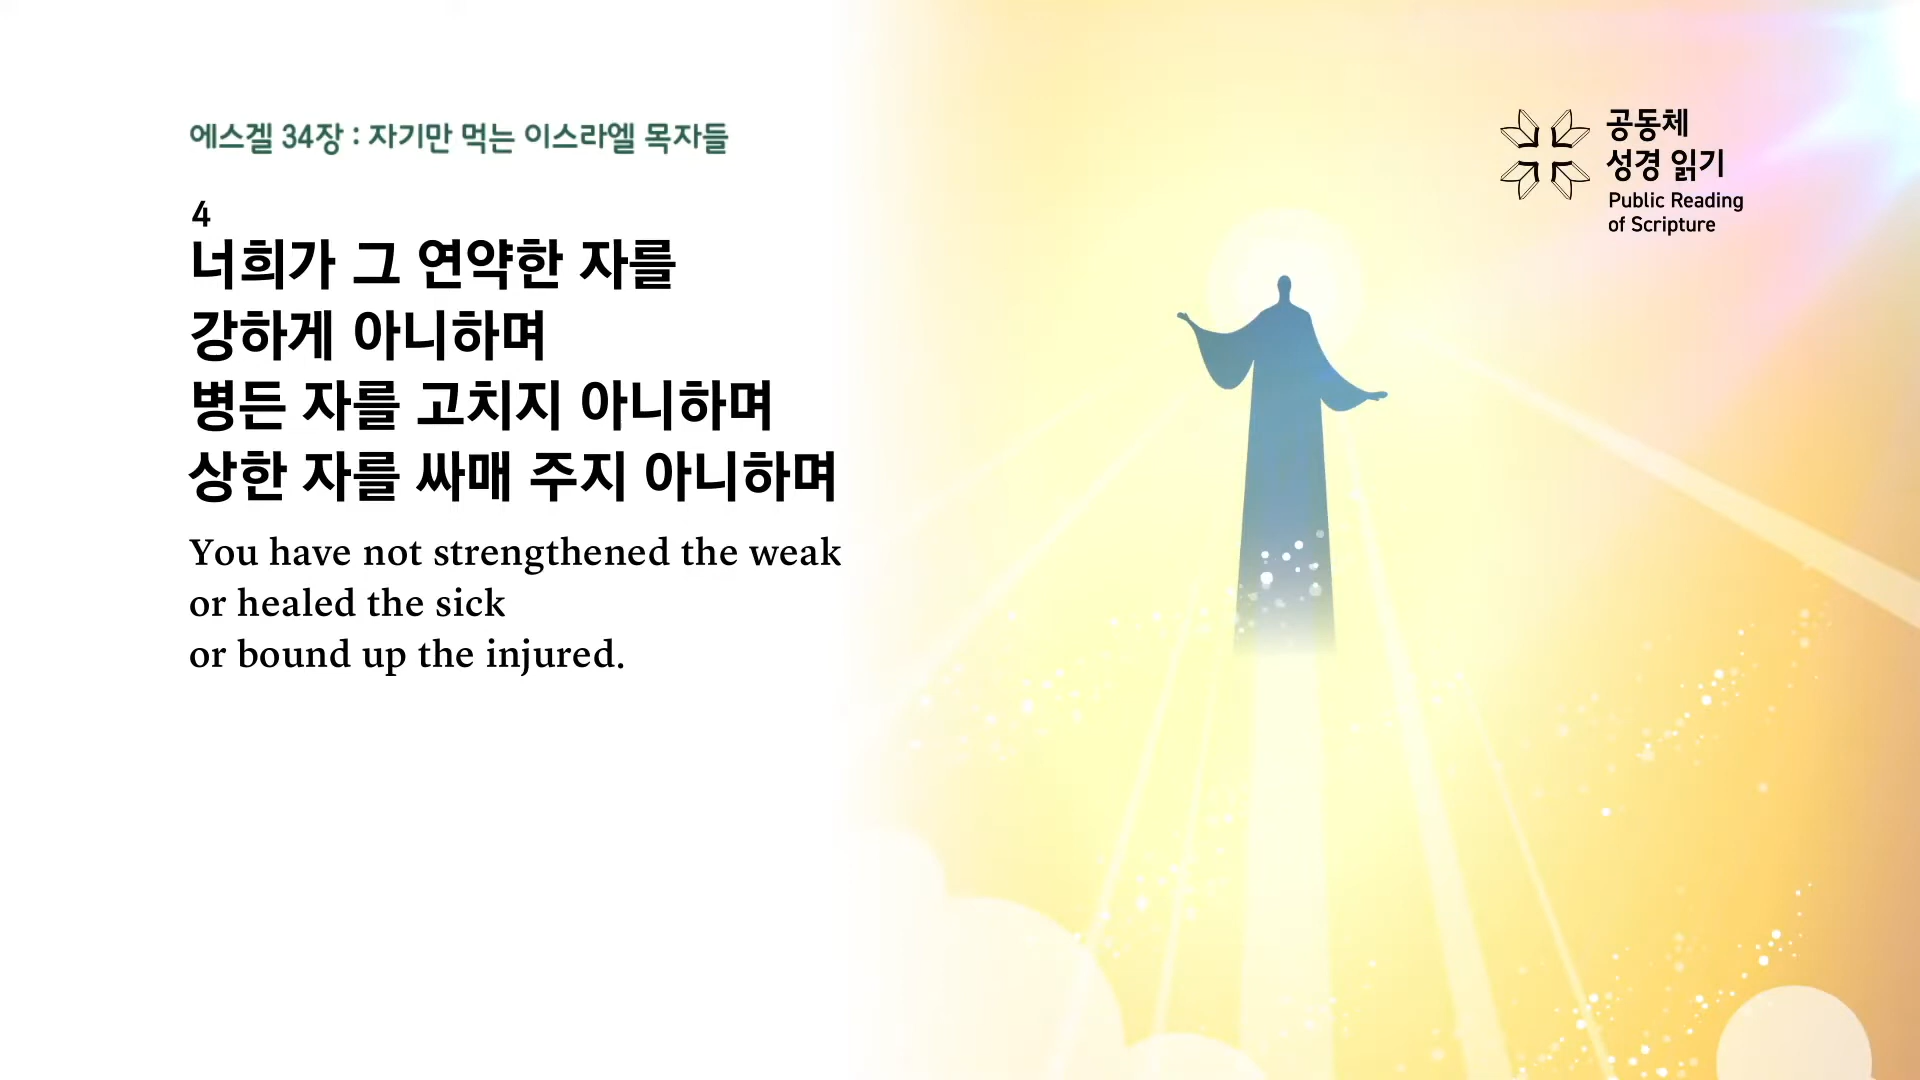 에스겔 34장 : 자기만 먹는 이스라엘 목자들
4
너희가 그 연약한 자를
강하게 아니하며
병든 자를 고치지 아니하며
상한 자를 싸매 주지 아니하며
You have not strengthened the weak
or healed the sick
or bound up the injured.
공동체
성경 읽기
Public Reading
of Scripture